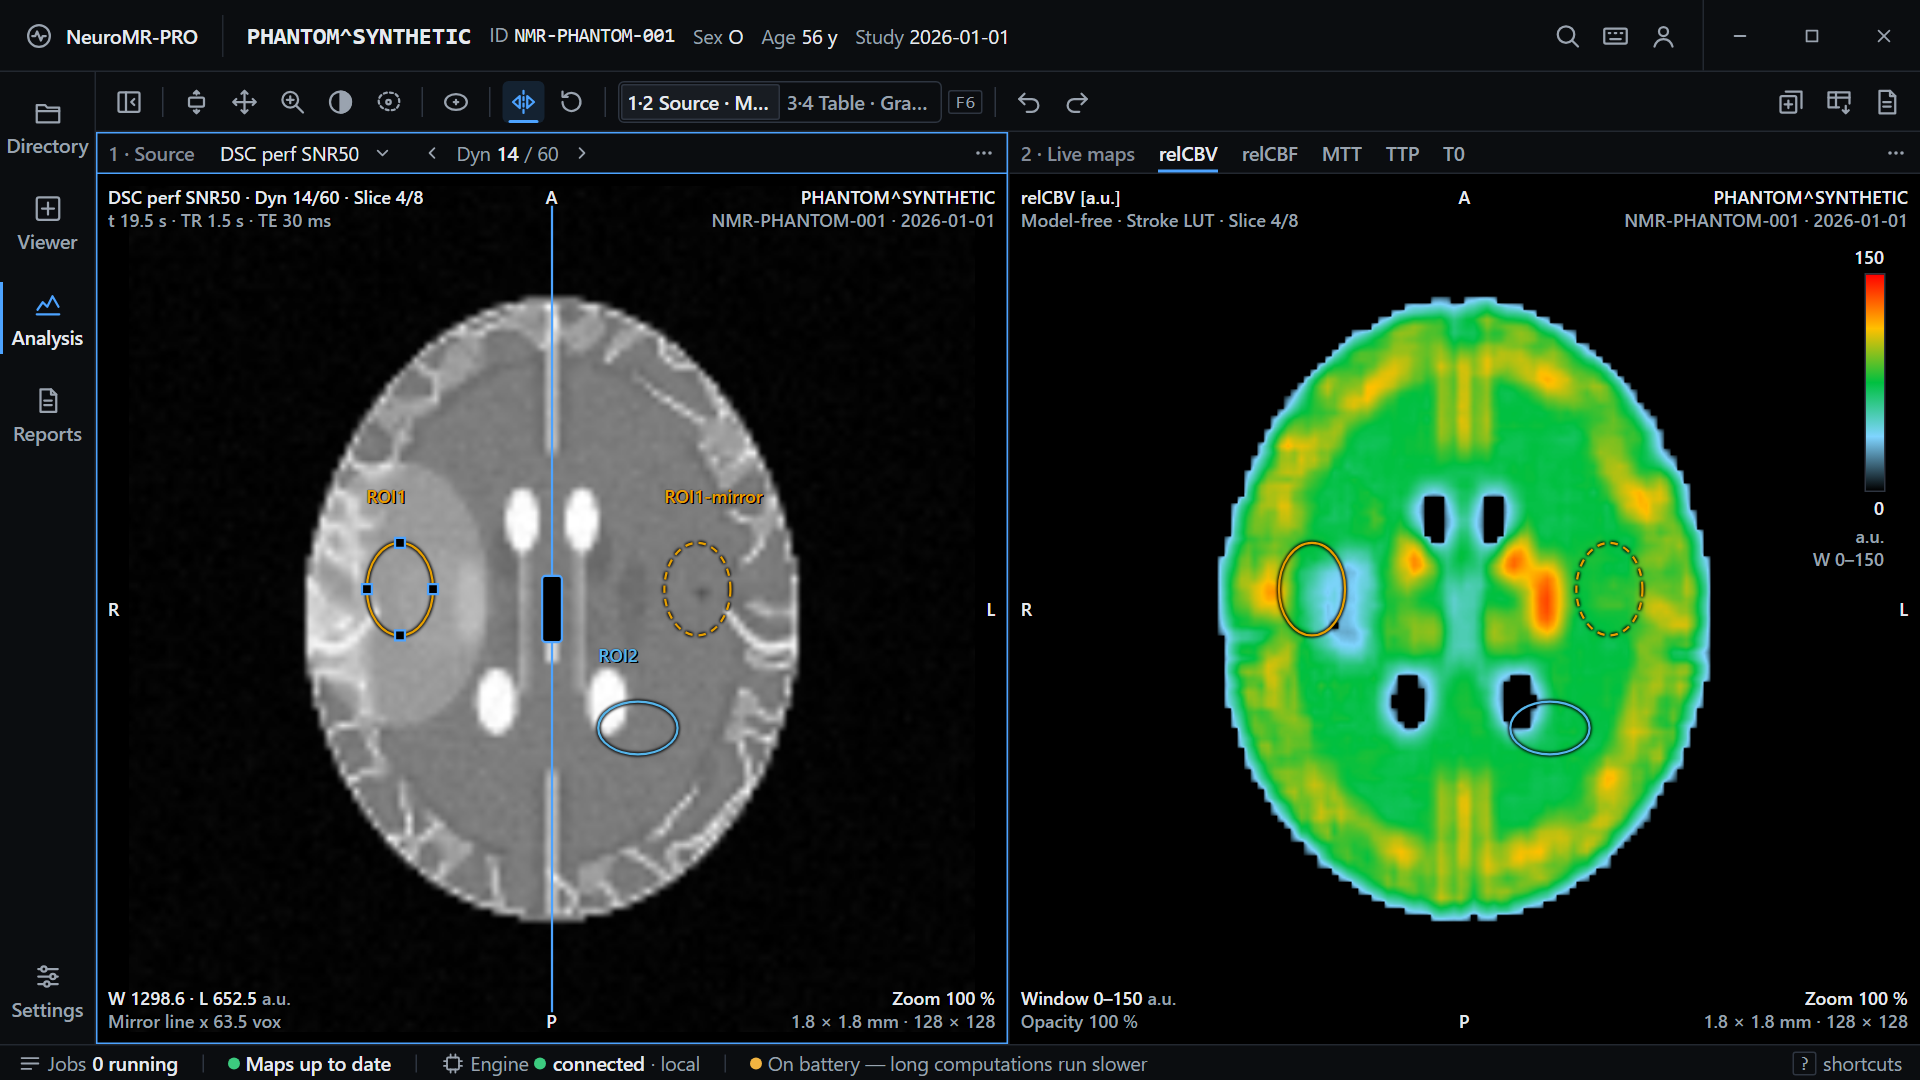 NeuroMR-PRO PHANTOM^SYNTHETIC ID NMR-PHANTOM-001 Sex O Age 56 y Study 2026-01-01
1·2 Source · M... 3·4 Table · Gra... F6
Directory
Viewer
Analysis
Reports
Settings
1 · Source DSC perf SNR50 Dyn 14 / 60
DSC perf SNR50 · Dyn 14/60 · Slice 4/8 A PHANTOM^SYNTHETIC
t 19.5 s · TR 1.5 s · TE 30 ms NMR-PHANTOM-001 · 2026-01-01
ROI1 ROI1-mirror
R L
ROI2
W 1298.6 · L 652.5 a.u. Zoom 100 %
Mirror line x 63.5 vox P 1.8 × 1.8 mm · 128 × 128
2 · Live maps relCBV relCBF MTT TTP T0
relCBV [a.u.] A PHANTOM^SYNTHETIC
Model-free · Stroke LUT · Slice 4/8 NMR-PHANTOM-001 · 2026-01-01
150
0
a.u.
W 0–150
R L
Window 0–150 a.u. Zoom 100 %
Opacity 100 % P 1.8 × 1.8 mm · 128 × 128
Jobs 0 running Maps up to date Engine connected · local On battery — long computations run slower ? shortcuts